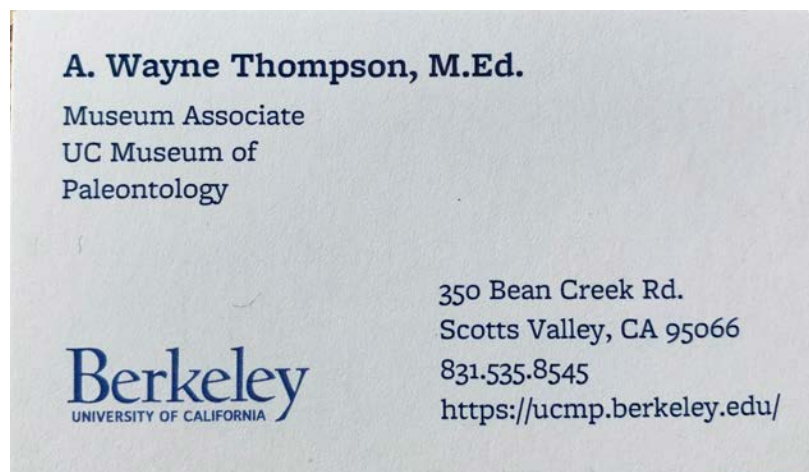 A. Wayne Thompson, M.Ed.
Museum Associate
UC Museum of
Paleontology
350 Bean Creek Rd.
Scotts Valley, CA 95066
831.535.8545
https://ucmp.berkeley.edu/
Berkeley
UNIVERSITY OF CALIFORNIA